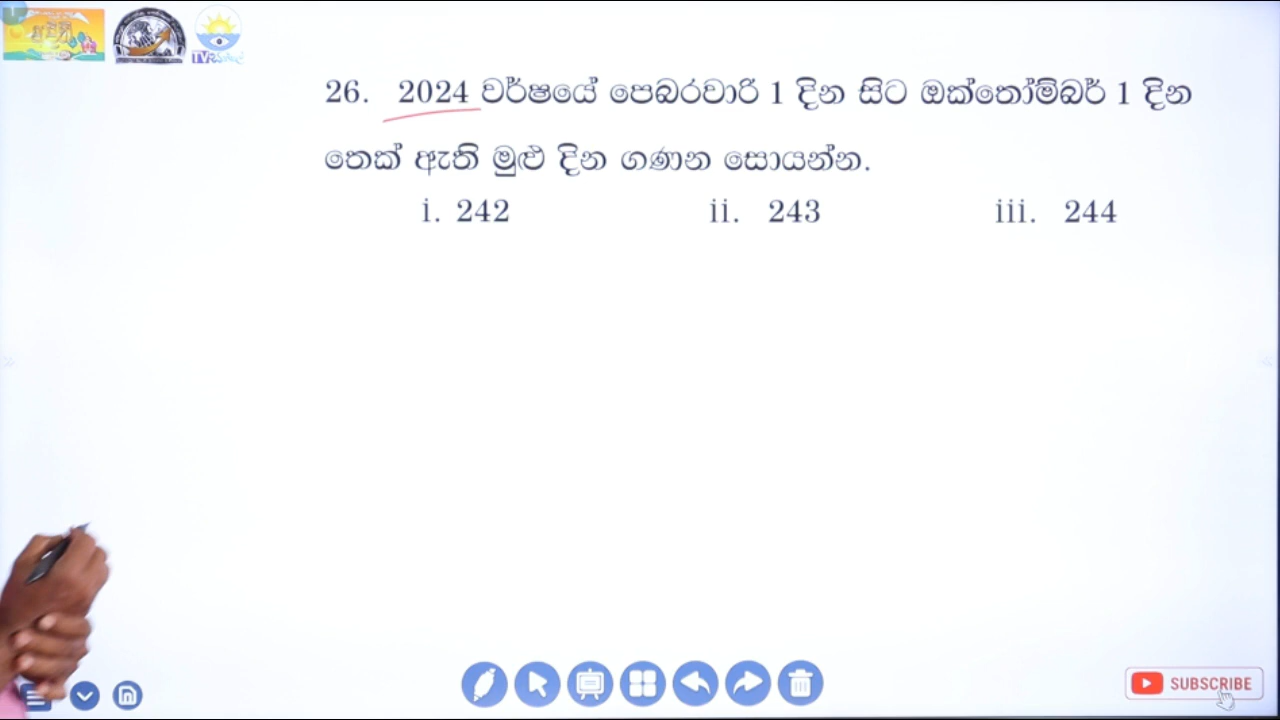 26. 2024 වර්ෂයේ පෙබරවාරි 1 දින සිට ඔක්තෝම්බර් 1 දින
තෙක් ඇති මුළු දින ගණන සොයන්න.
i. 242 ii. 243 iii. 244
SUBSCRIBE